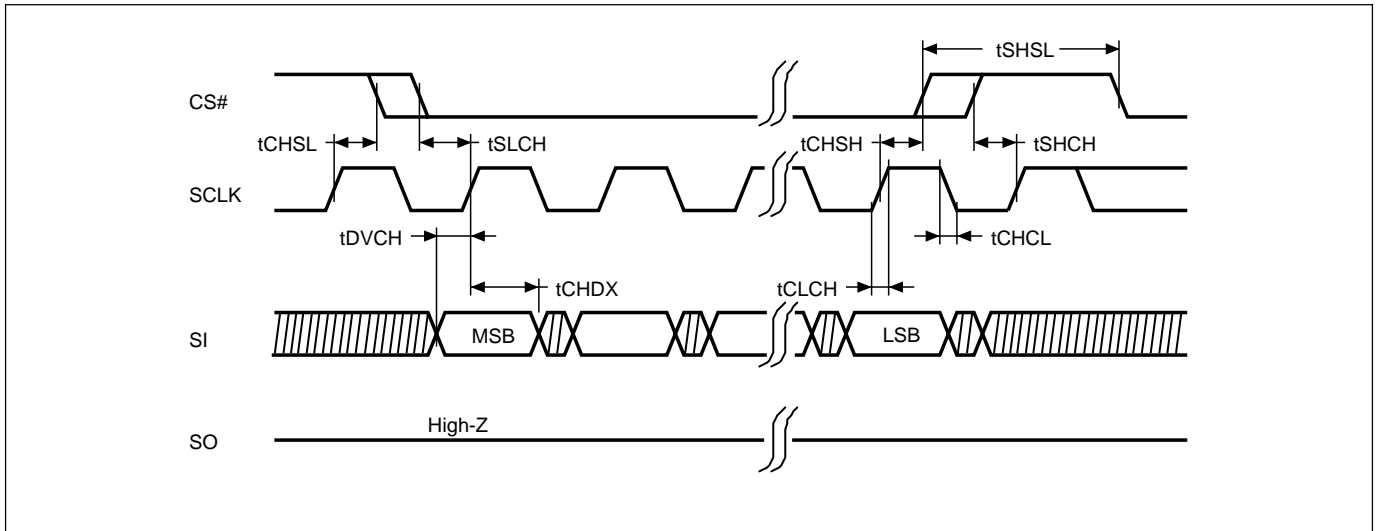 tSHSL
CS#
tCHSL
tSLCH
tCHSH
tSHCH
SCLK
tDVCH
tCHCL
tCHDX
tCLCH
SI
MSB
LSB
High-Z
SO